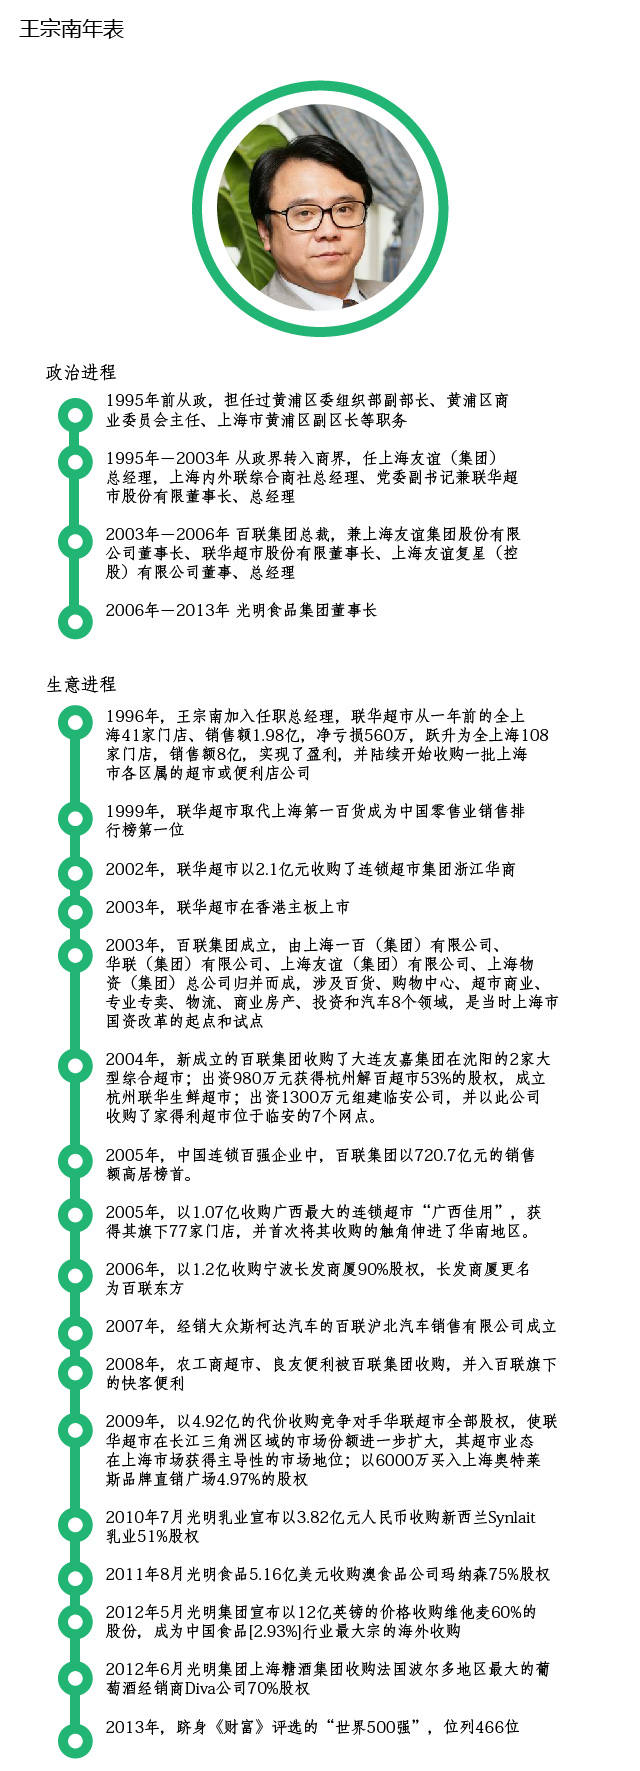 王宗南年表
政治进程
1995年前从政，担任过黄浦区委组织部副部长、黄浦区商
业委员会主任、上海市黄浦区副区长等职务
1995年—2003年 从政界转入商界，任上海友谊（集团）
总经理，上海内外联综合商社总经理、党委副书记兼联华超
市股份有限董事长、总经理
2003年—2006年 百联集团总裁，兼上海友谊集团股份有限
公司董事长、联华超市股份有限董事长、上海友谊复星（控
股）有限公司董事、总经理
2006年—2013年 光明食品集团董事长
生意进程
1996年，王宗南加入任职总经理，联华超市从一年前的全上
海41家门店、销售额1.98亿，净亏损560万，跃升为全上海108
家门店，销售额8亿，实现了盈利，并陆续开始收购一批上海
市各区属的超市或便利店公司
1999年，联华超市取代上海第一百货成为中国零售业销售排
行榜第一位
2002年，联华超市以2.1亿元收购了连锁超市集团浙江华商
2003年，联华超市在香港主板上市
2003年，百联集团成立，由上海一百（集团）有限公司、
华联（集团）有限公司、上海友谊（集团）有限公司、上海物
资（集团）总公司归并而成，涉及百货、购物中心、超市商业、
专业专卖、物流、商业房产、投资和汽车8个领域，是当时上海市
国资改革的起点和试点
2004年，新成立的百联集团收购了大连友嘉集团在沈阳的2家大
型综合超市；出资980万元获得杭州解百超市53%的股权，成立
杭州联华生鲜超市；出资1300万元组建临安公司，并以此公司
收购了家得利超市位于临安的7个网点。
2005年，中国连锁百强企业中，百联集团以720.7亿元的销售
额高居榜首。
2005年，以1.07亿收购广西最大的连锁超市“广西佳用”，获
得其旗下77家门店，并首次将其收购的触角伸进了华南地区。
2006年，以1.2亿收购宁波长发商厦90%股权，长发商厦更名
为百联东方
2007年，经销大众斯柯达汽车的百联沪北汽车销售有限公司成立
2008年，农工商超市、良友便利被百联集团收购，并入百联旗下
的快客便利
2009年，以4.92亿的代价收购竞争对手华联超市全部股权，使联
华超市在长江三角洲区域的市场份额进一步扩大，其超市业态
在上海市场获得主导性的市场地位；以6000万买入上海奥特莱
斯品牌直销广场4.97%的股权
2010年7月光明乳业宣布以3.82亿元人民币收购新西兰Synlait
乳业51%股权
2011年8月光明食品5.16亿美元收购澳食品公司玛纳森75%股权
2012年5月光明集团宣布以12亿英镑的价格收购维他麦60%的
股份，成为中国食品[2.93%]行业最大宗的海外收购
2012年6月光明集团上海糖酒集团收购法国波尔多地区最大的葡
萄酒经销商Diva公司70%股权
2013年，跻身《财富》评选的“世界500强”，位列466位